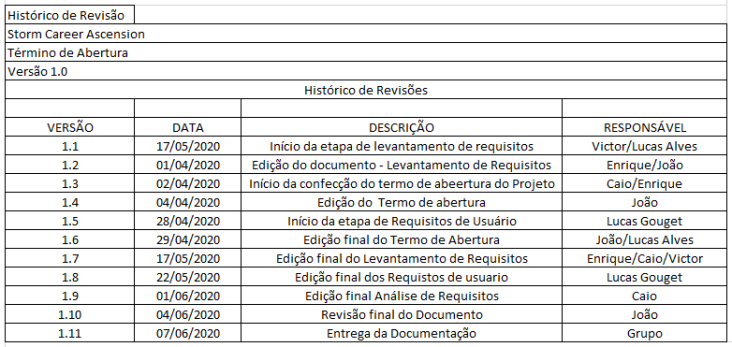 Histórico de Revisão
Storm Career Ascension
Término de Abertura
Versão 1.0
Histórico de Revisões
VERSÃO DATA DESCRIÇÃO RESPONSÁVEL
1.1 17/05/2020 Início da etapa de levantamento de requisitos Victor/Lucas Alves
1.2 01/04/2020 Edição do documento - Levantamento de Requisitos Enrique/João
1.3 02/04/2020 Início da confecção do termo de abeertura do Projeto Caio/Enrique
1.4 04/04/2020 Edição do Termo de abertura João
1.5 28/04/2020 Início da etapa de Requisitos de Usuário Lucas Gouget
1.6 29/04/2020 Edição final do Termo de Abertura João/Lucas Alves
1.7 17/05/2020 Edição final do Levantamento de Requisitos Enrique/Caio/Victor
1.8 22/05/2020 Edição final dos Requistos de usuario Lucas Gouget
1.9 01/06/2020 Edição final Análise de Requisitos Caio
1.10 04/06/2020 Revisão final do Documento João
1.11 07/06/2020 Entrega da Documentação Grupo